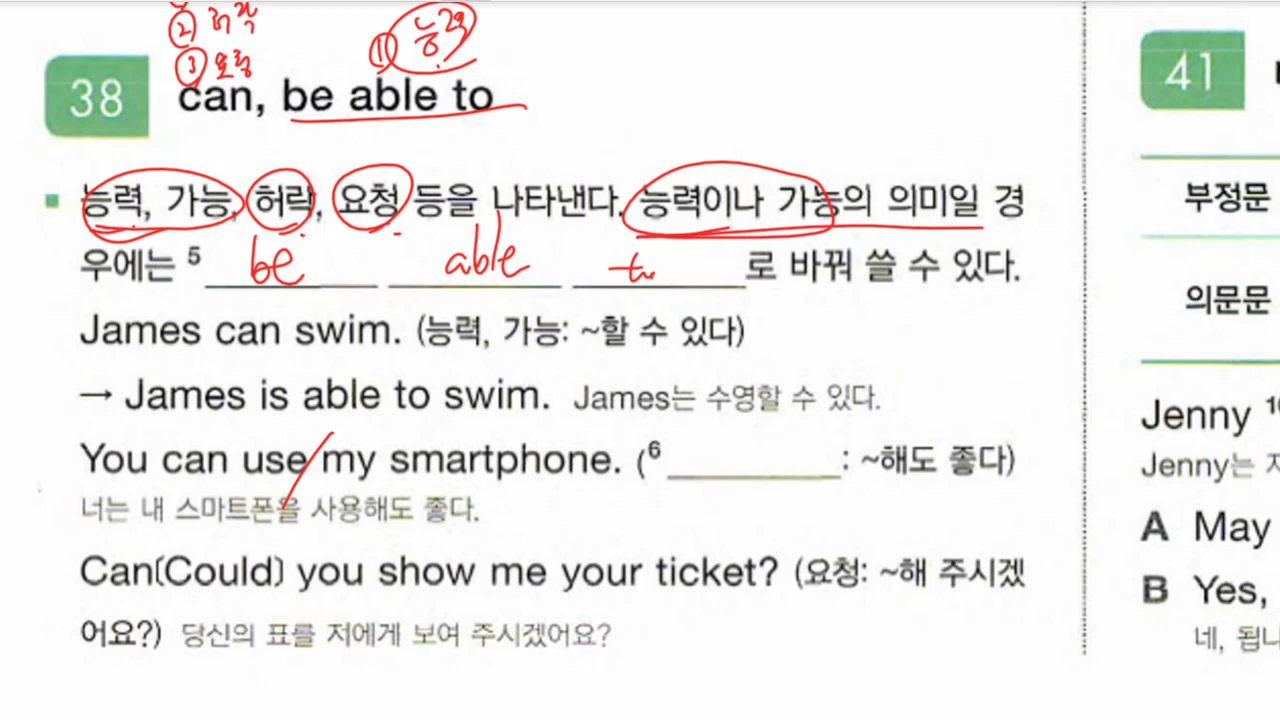 ② 허락
① 능력
③ 요청
38 can, be able to
능력, 가능, 허락, 요청 등을 나타낸다. 능력이나 가능의 의미일 경
우에는 5 be able to 로 바꿔 쓸 수 있다.
James can swim. (능력, 가능: ~할 수 있다)
→ James is able to swim. James는 수영할 수 있다.
You can use my smartphone. (6 ________ : ~해도 좋다)
너는 내 스마트폰을 사용해도 좋다.
Can(Could) you show me your ticket? (요청: ~해 주시겠
어요?) 당신의 표를 저에게 보여 주시겠어요?
41
부정문
의문문
Jenny 10
Jenny는
A May
B Yes,
네, 됩니